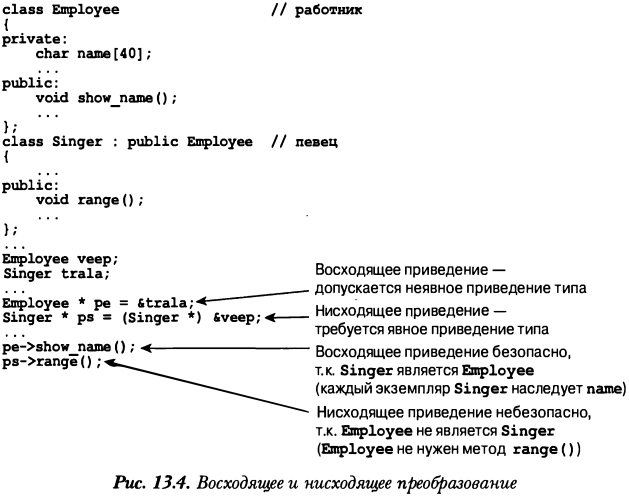 class Employee // работник
{
private:
char name[40];
...
public:
void show_name();
...
};
class Singer : public Employee // певец
{
...
public:
void range();
...
};
...
Employee veep;
Singer trala;
...
Employee * pe = &trala;
Singer * ps = (Singer *) &veep;
...
pe->show_name();
ps->range();
Восходящее приведение —
допускается неявное приведение типа
Нисходящее приведение —
требуется явное приведение типа
Восходящее приведение безопасно,
т.к. Singer является Employee
(каждый экземпляр Singer наследует name)
Нисходящее приведение небезопасно,
т.к. Employee не является Singer
(Employee не нужен метод range())
Рис. 13.4. Восходящее и нисходящее преобразование